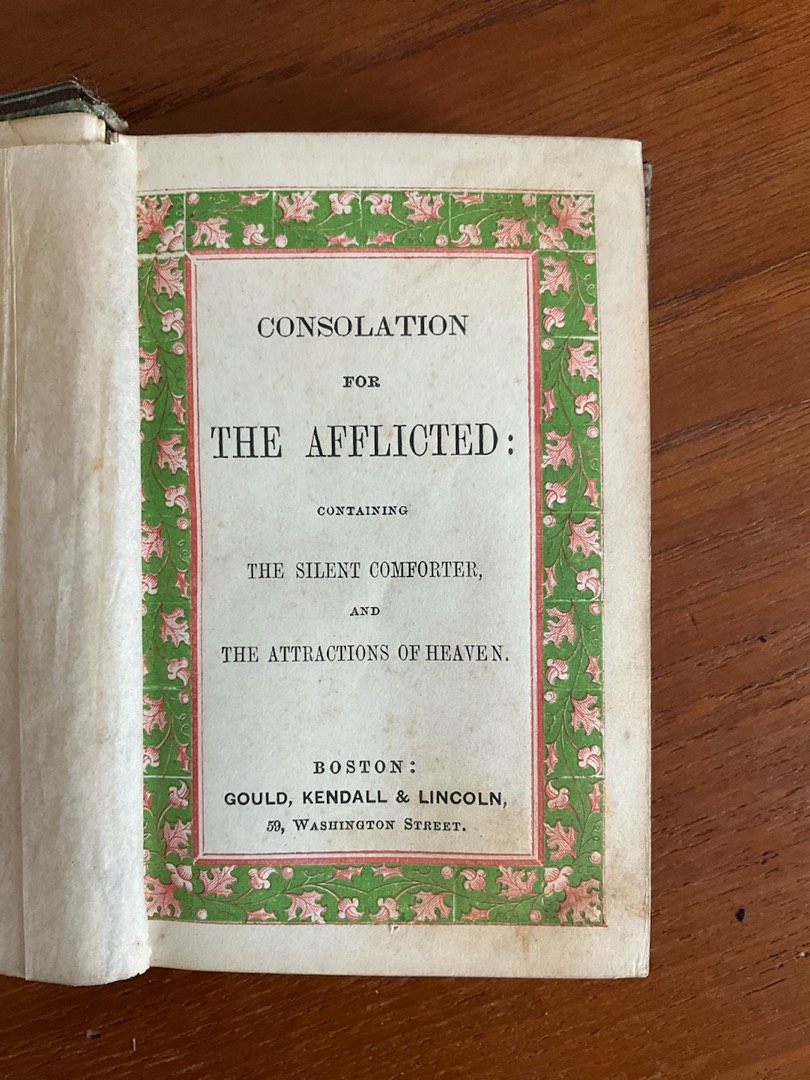 CONSOLATION
FOR
THE AFFLICTED:
CONTAINING
THE SILENT COMFORTER,
AND
THE ATTRACTIONS OF HEAVEN.
BOSTON:
GOULD, KENDALL & LINCOLN,
59, WASHINGTON STREET.